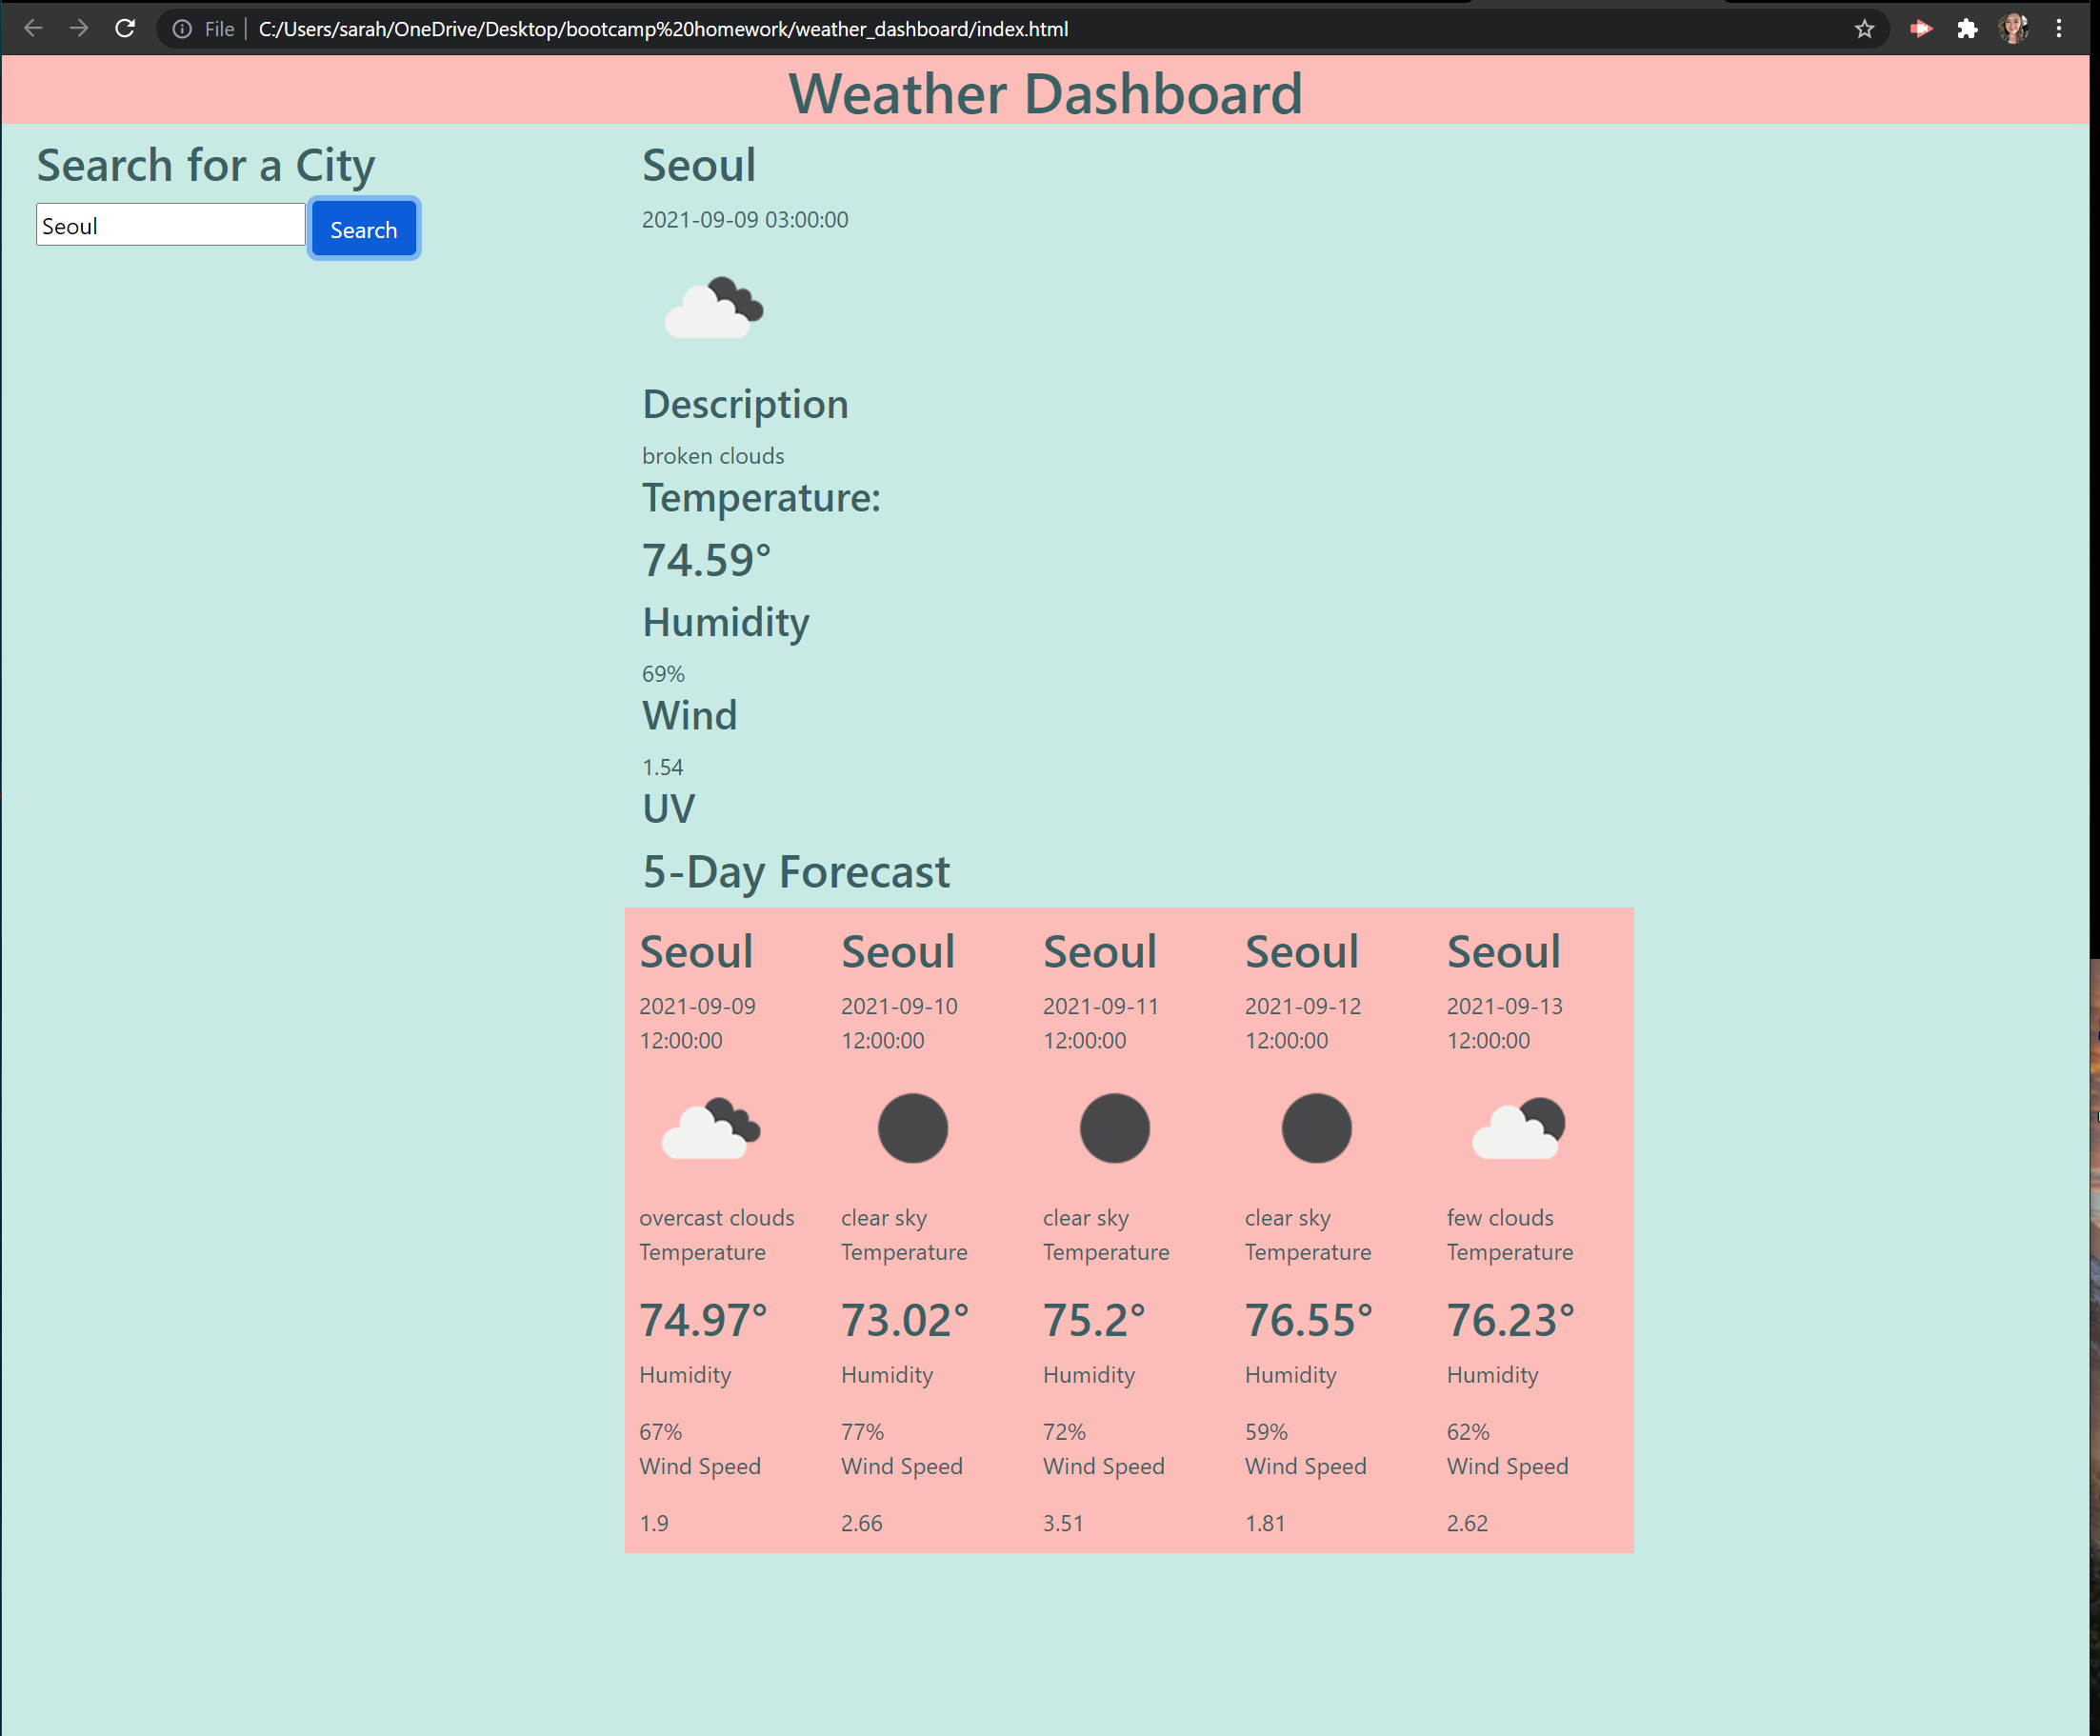 File
C:/Users/sarah/OneDrive/Desktop/bootcamp%20homework/weather_dashboard/index.html
Weather Dashboard
Search for a City
Seoul
Search
Seoul
2021-09-09 03:00:00
Description
broken clouds
Temperature:
74.59°
Humidity
69%
Wind
1.54
UV
5-Day Forecast
Seoul
2021-09-09
12:00:00
overcast clouds
Temperature
74.97°
Humidity
67%
Wind Speed
1.9
Seoul
2021-09-10
12:00:00
clear sky
Temperature
73.02°
Humidity
77%
Wind Speed
2.66
Seoul
2021-09-11
12:00:00
clear sky
Temperature
75.2°
Humidity
72%
Wind Speed
3.51
Seoul
2021-09-12
12:00:00
clear sky
Temperature
76.55°
Humidity
59%
Wind Speed
1.81
Seoul
2021-09-13
12:00:00
few clouds
Temperature
76.23°
Humidity
62%
Wind Speed
2.62